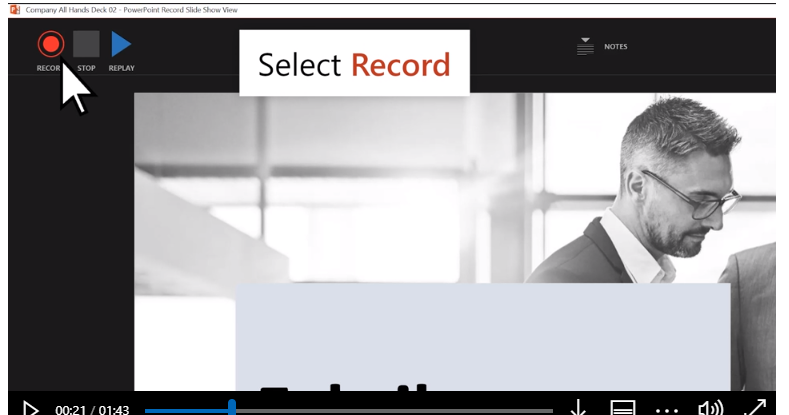 Company All Hands Deck 02 - PowerPoint Record Slide Show View
Select Record
NOTES
RECOR STOP REPLAY
00:21 / 01:43